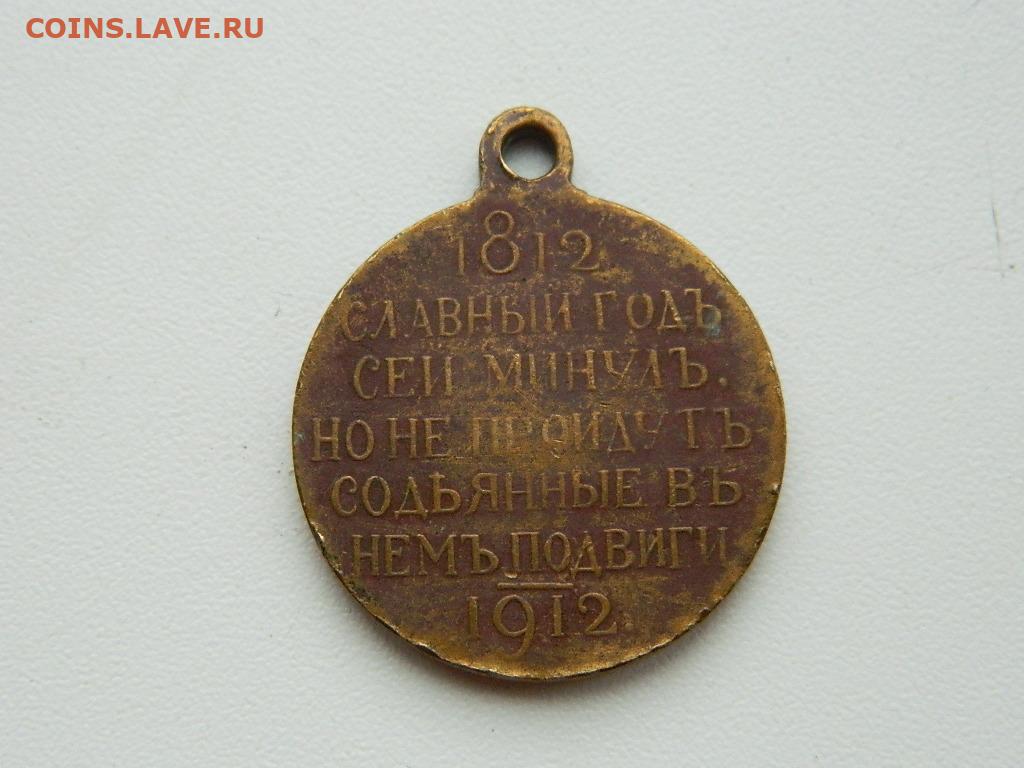 COINS.LAVE.RU
1812
СЛАВНЫЙ ГОДЪ
СЕЙ МИНУЛЪ.
НО НЕ ПРОЙДУТЪ
СОДѢЯННЫЕ ВЪ
НЕМЪ ПОДВИГИ
1912